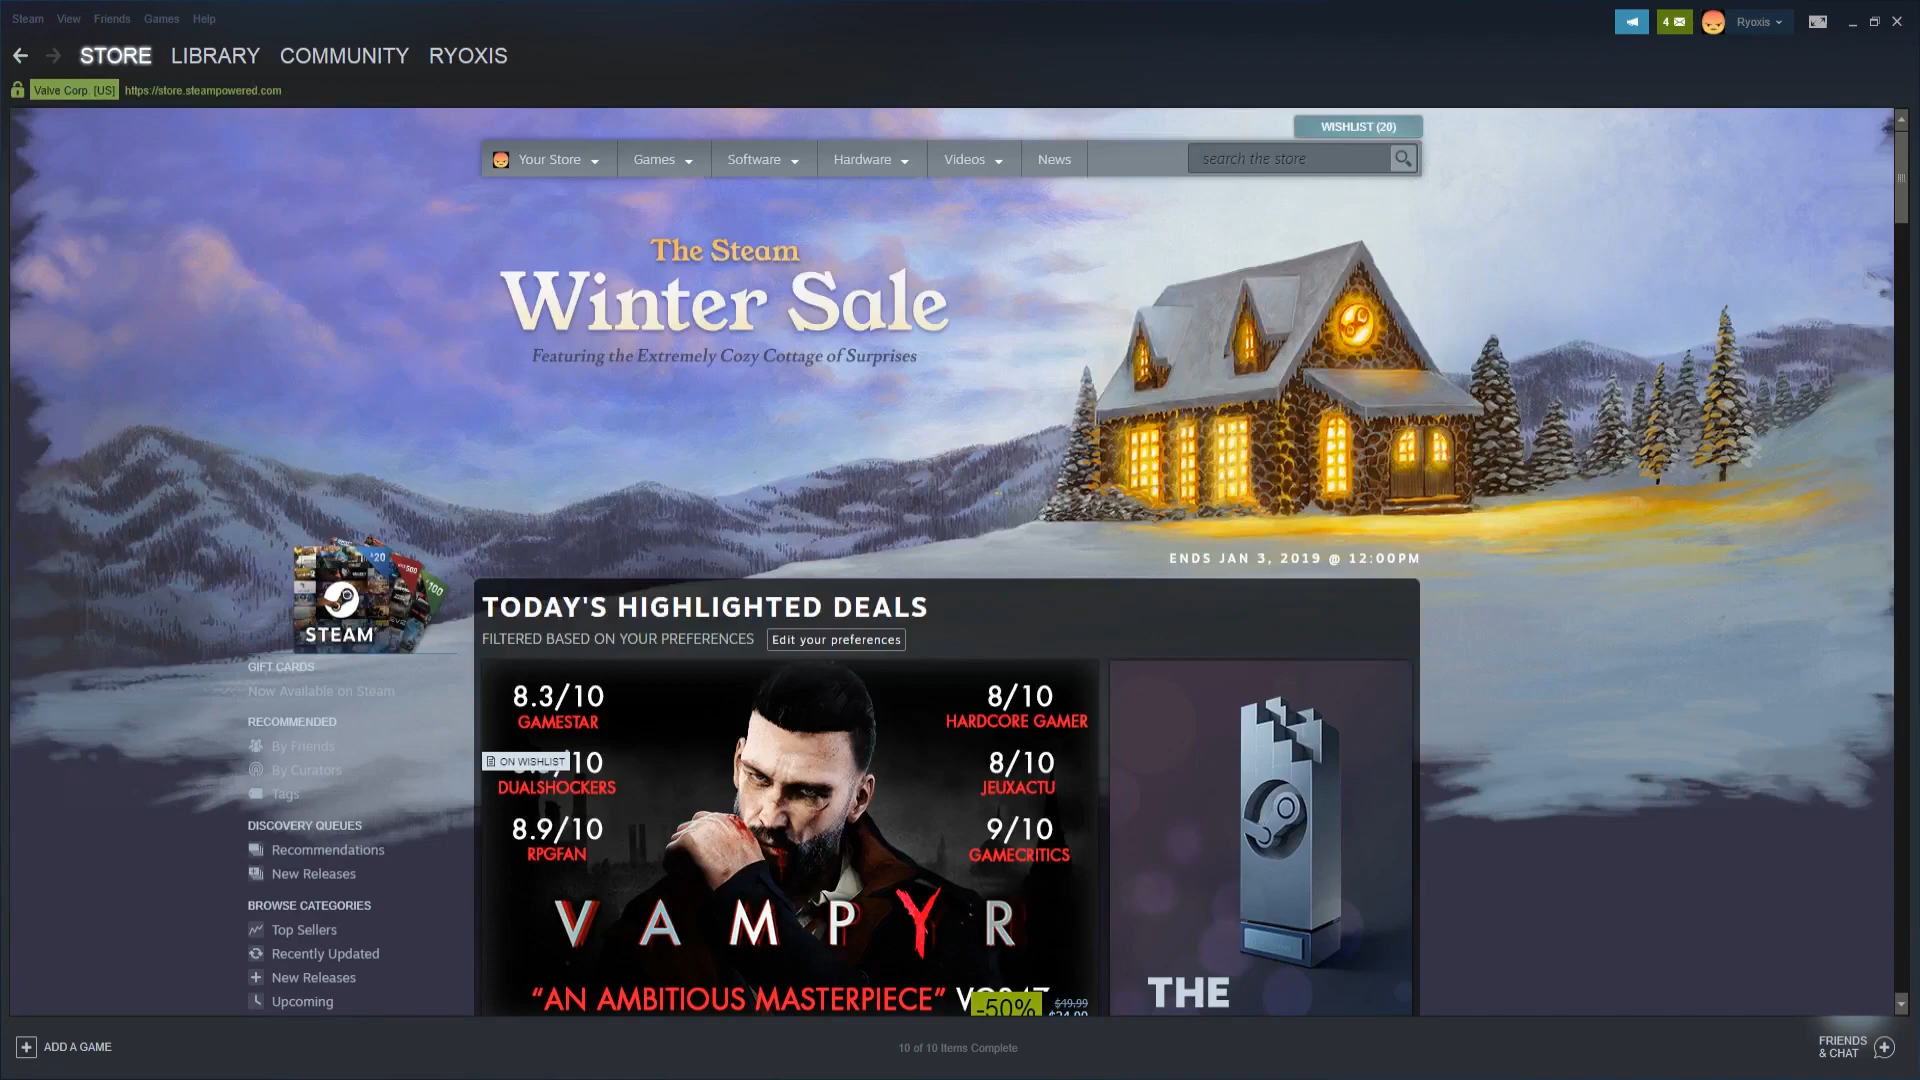 Steam View Friends Games Help
4
Ryoxis
STORE LIBRARY COMMUNITY RYOXIS
Valve Corp. [US] https://store.steampowered.com
WISHLIST (20)
Your Store Games Software Hardware Videos News
search the store
The Steam
Winter Sale
Featuring the Extremely Cozy Cottage of Surprises
ENDS JAN 3, 2019 @ 12:00PM
STEAM
GIFT CARDS
Now Available on Steam
RECOMMENDED
By Friends
By Curators
Tags
DISCOVERY QUEUES
Recommendations
New Releases
BROWSE CATEGORIES
Top Sellers
Recently Updated
New Releases
Upcoming
TODAY'S HIGHLIGHTED DEALS
FILTERED BASED ON YOUR PREFERENCES Edit your preferences
8.3/10
GAMESTAR
8/10
HARDCORE GAMER
ON WISHLIST
/10
DUALSHOCKERS
8/10
JEUXACTU
8.9/10
RPGFAN
9/10
GAMECRITICS
VAMPYR
“AN AMBITIOUS MASTERPIECE”
-50%
$49.99
THE
ADD A GAME
10 of 10 Items Complete
FRIENDS
& CHAT